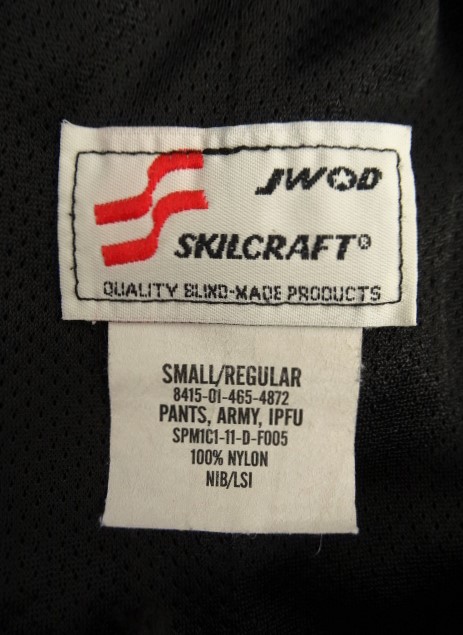 JWOD
SKILCRAFT®
QUALITY BLIND-MADE PRODUCTS
SMALL/REGULAR
8415-01-465-4872
PANTS, ARMY, IPFU
SPM1C1-11-D-F005
100% NYLON
NIB/LSI